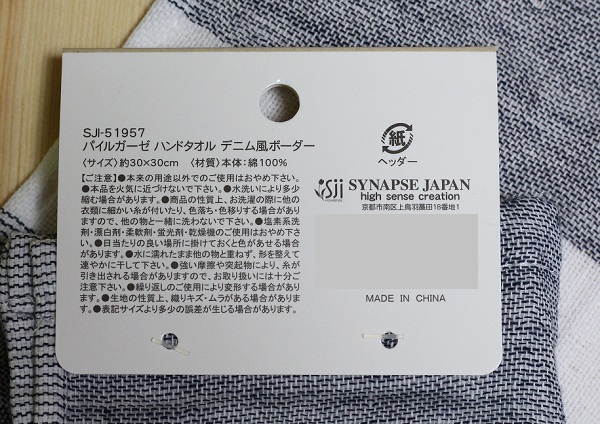 SJI-51957
パイルガーゼ ハンドタオル デニム風ボーダー
〈サイズ〉約30×30cm 〈材質〉本体:綿100%
【ご注意】●本来の用途以外でのご使用はおやめ下さい。
●本品を火気に近づけないで下さい。●水洗いにより多少
縮む場合があります。●商品の性質上、お洗濯の際に他の
衣類に細かい糸が付いたり、色落ち・色移りする場合があり
ますので、他の物と一緒に洗わないで下さい。●塩素系洗
剤・漂白剤・柔軟剤・蛍光剤・乾燥機のご使用はおやめ下さ
い。●日当たりの良い場所に掛けておくと色があせる場合
があります。●水に濡れたまま他の物と重ねず、形を整えて
速やかに干して下さい。●強い摩擦や突起物により、糸が
引き出される場合がありますので、お取り扱いには十分ご
注意下さい。●繰り返しのご使用により変形する場合があり
ます。●生地の性質上、織りキズ・ムラがある場合がありま
す。●表記サイズより多少の誤差が生じる場合があります。
紙
ヘッダー
Sji SYNAPSE JAPAN
high sense creation
京都市南区上鳥羽藁田18番地1
MADE IN CHINA